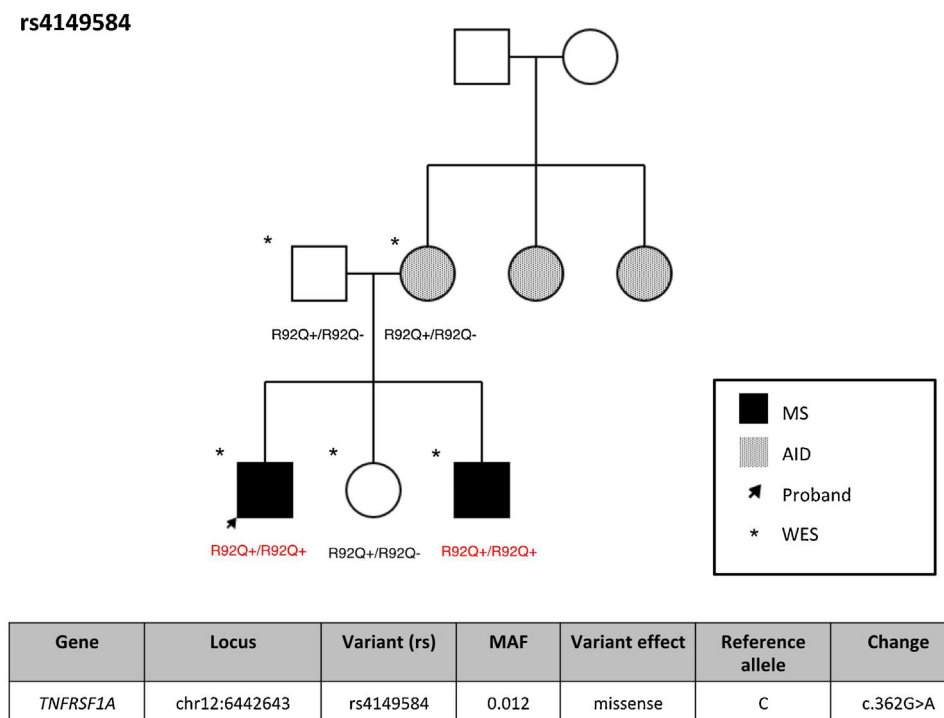 rs4149584
*
*
R92Q+/R92Q-
R92Q+/R92Q-
*
*
*
R92Q+/R92Q+
R92Q+/R92Q-
R92Q+/R92Q+
MS
AID
Proband
* WES
Gene Locus Variant (rs) MAF Variant effect Reference allele Change
TNFRSF1A chr12:6442643 rs4149584 0.012 missense C c.362G>A